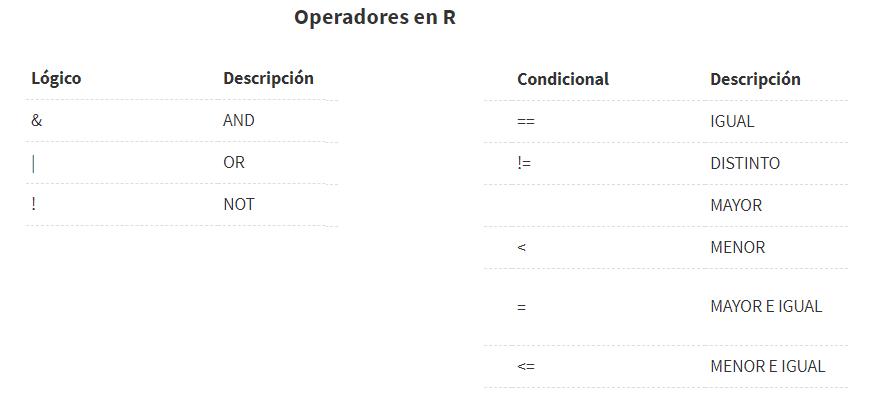 Operadores en R
Lógico Descripción
& AND
| OR
! NOT
Condicional Descripción
== IGUAL
!= DISTINTO
MAYOR
< MENOR
= MAYOR E IGUAL
<= MENOR E IGUAL